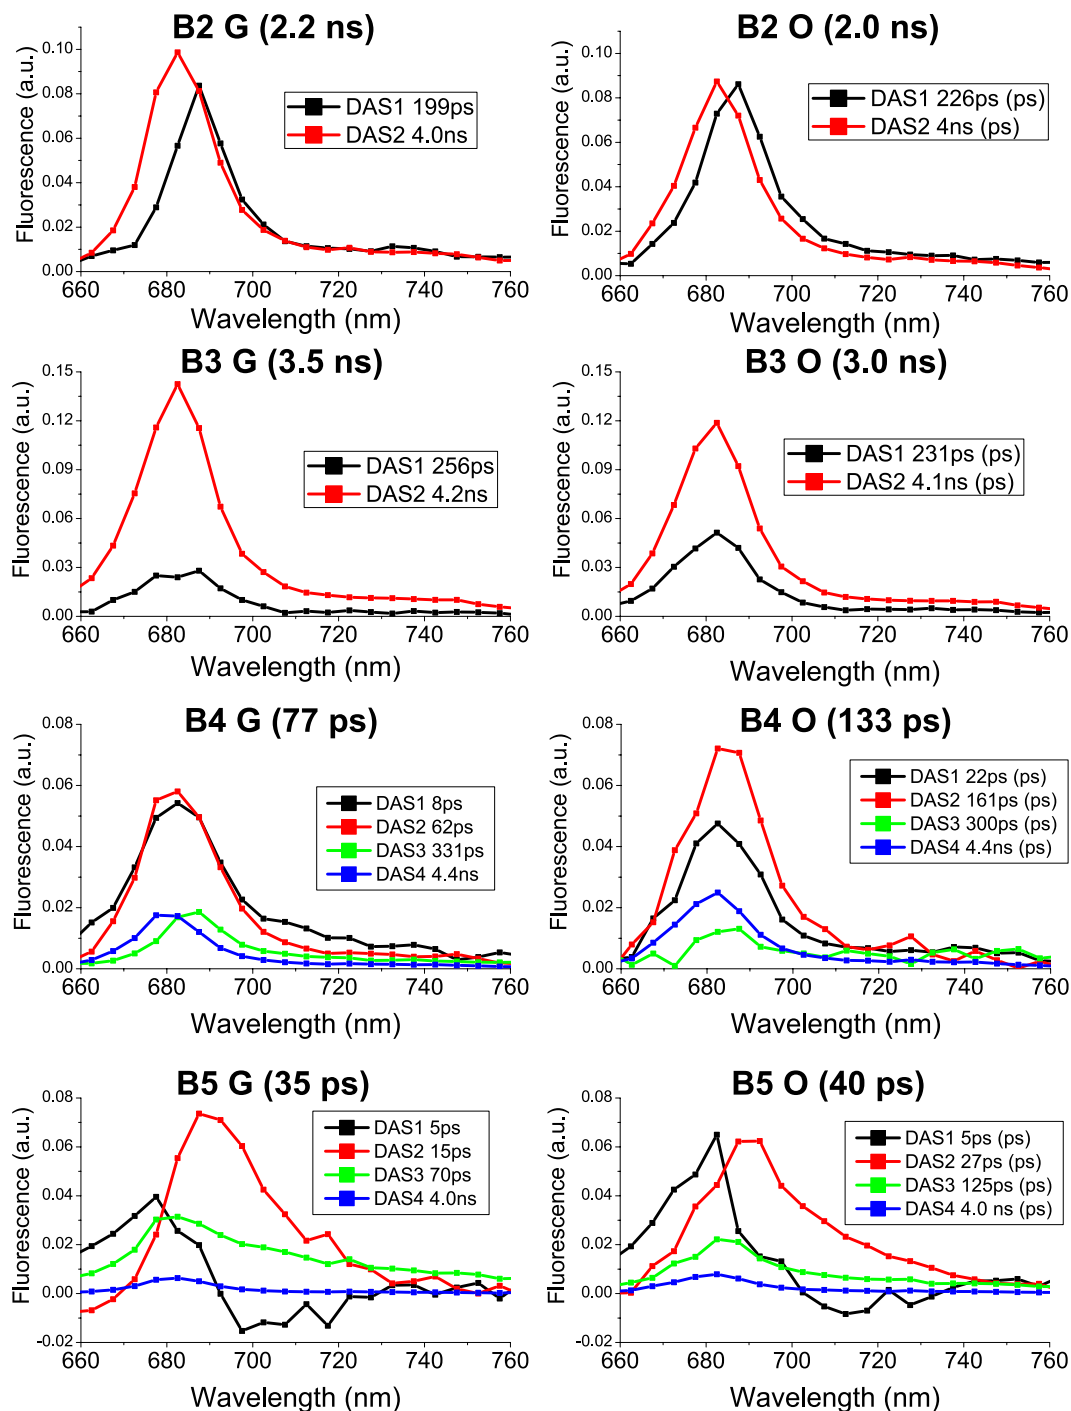 B2 G (2.2 ns)
Fluorescence (a.u.)
0.10
0.08
0.04
0.00
DAS1 199ps
DAS2 4.0ns
660 680 700 720 740 760
Wavelength (nm)
B2 O (2.0 ns)
Fluorescence (a.u.)
0.10
0.08
0.04
0.00
DAS1 226ps (ps)
DAS2 4ns (ps)
660 680 700 720 740 760
Wavelength (nm)
B3 G (3.5 ns)
Fluorescence (a.u.)
0.15
0.12
0.09
0.06
0.03
0.00
DAS1 256ps
DAS2 4.2ns
660 680 700 720 740 760
Wavelength (nm)
B3 O (3.0 ns)
Fluorescence (a.u.)
0.15
0.12
0.09
0.06
0.03
0.00
DAS1 231ps (ps)
DAS2 4.1ns (ps)
660 680 700 720 740 760
Wavelength (nm)
B4 G (77 ps)
Fluorescence (a.u.)
0.08
0.06
0.04
0.02
0.00
DAS1 8ps
DAS2 62ps
DAS3 331ps
DAS4 4.4ns
660 680 700 720 740 760
Wavelength (nm)
B4 O (133 ps)
Fluorescence (a.u.)
0.08
0.06
0.04
0.02
0.00
DAS1 22ps (ps)
DAS2 161ps (ps)
DAS3 300ps (ps)
DAS4 4.4ns (ps)
660 680 700 720 740 760
Wavelength (nm)
B5 G (35 ps)
Fluorescence (a.u.)
0.08
0.06
0.04
0.02
0.00
-0.02
DAS1 5ps
DAS2 15ps
DAS3 70ps
DAS4 4.0ns
660 680 700 720 740 760
Wavelength (nm)
B5 O (40 ps)
Fluorescence (a.u.)
0.08
0.06
0.04
0.02
0.00
-0.02
DAS1 5ps (ps)
DAS2 27ps (ps)
DAS3 125ps (ps)
DAS4 4.0 ns (ps)
660 680 700 720 740 760
Wavelength (nm)